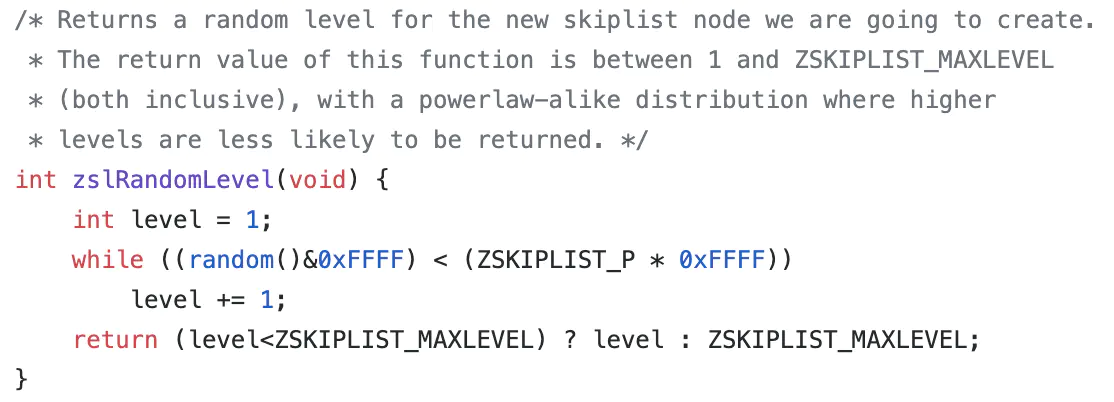 /* Returns a random level for the new skiplist node we are going to create.
 * The return value of this function is between 1 and ZSKIPLIST_MAXLEVEL
 * (both inclusive), with a powerlaw-alike distribution where higher
 * levels are less likely to be returned. */
int zslRandomLevel(void) {
    int level = 1;
    while ((random()&0xFFFF) < (ZSKIPLIST_P * 0xFFFF))
        level += 1;
    return (level<ZSKIPLIST_MAXLEVEL) ? level : ZSKIPLIST_MAXLEVEL;
}